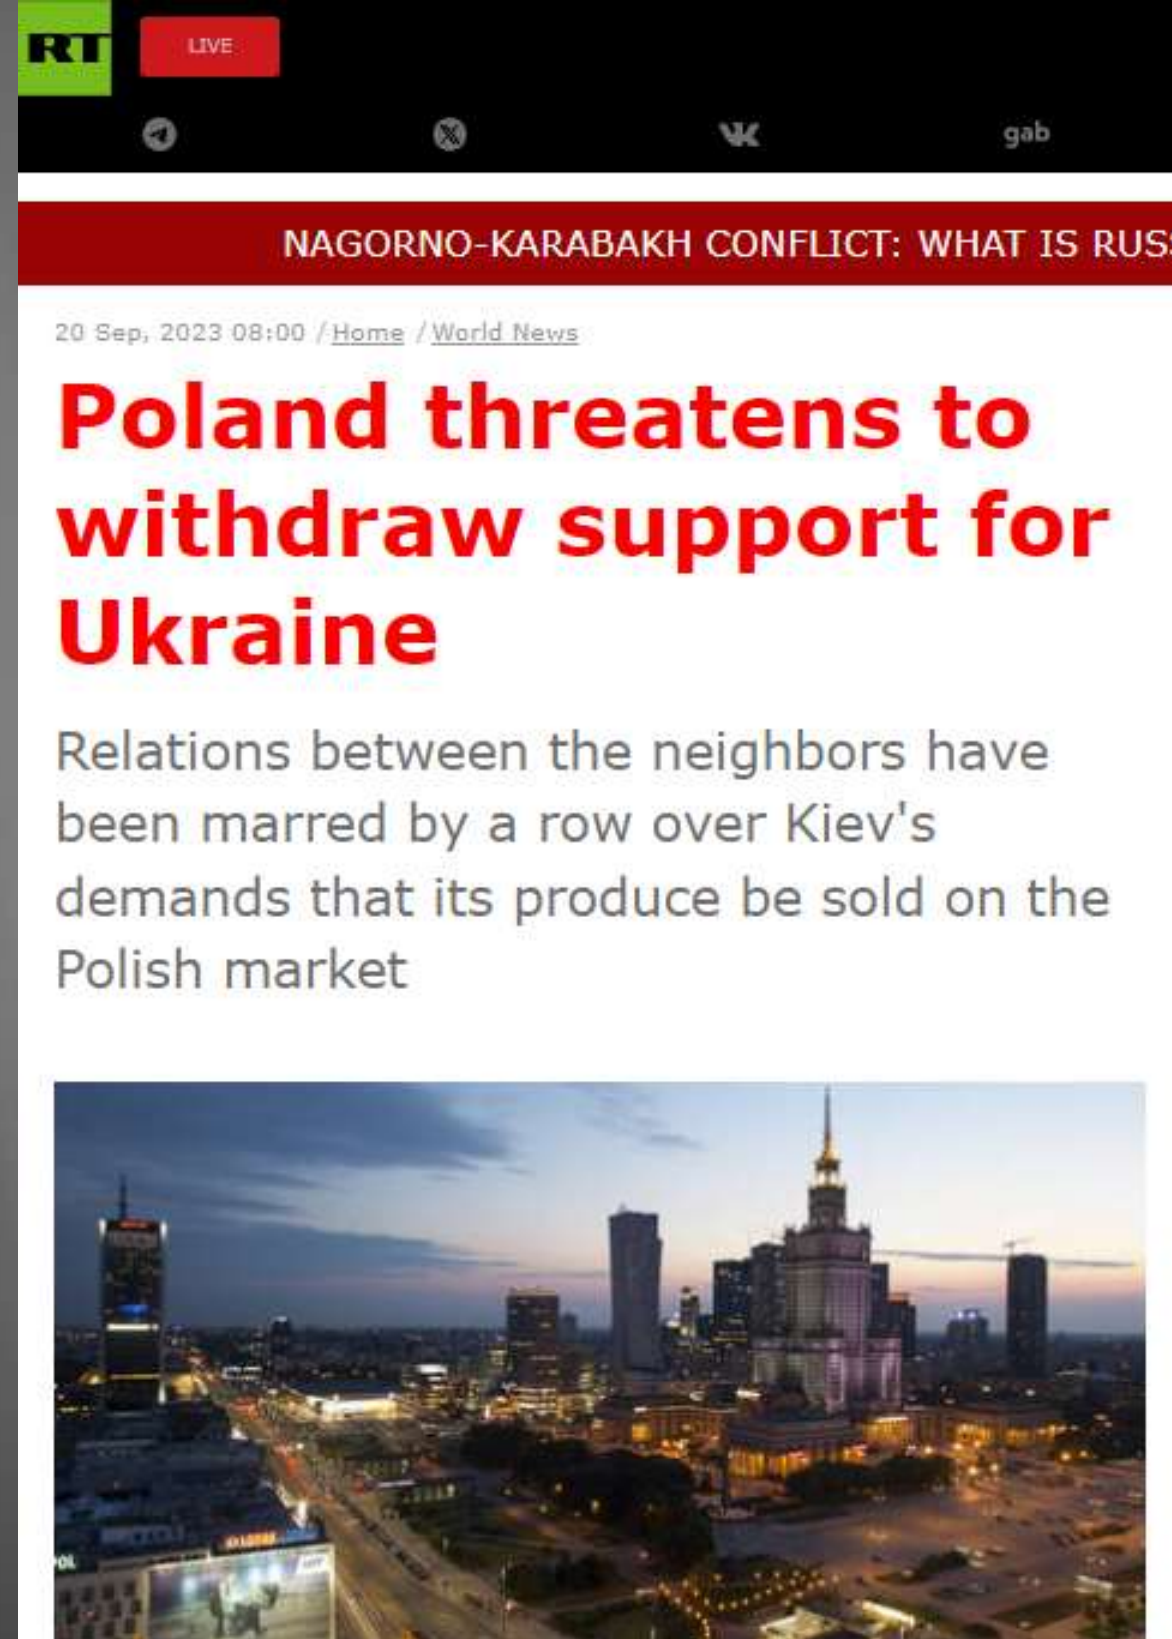 RT
LIVE
gab
NAGORNO-KARABAKH CONFLICT: WHAT IS RUS
20 Sep, 2023 08:00 / Home / World News
Poland threatens to
withdraw support for
Ukraine
Relations between the neighbors have
been marred by a row over Kiev's
demands that its produce be sold on the
Polish market